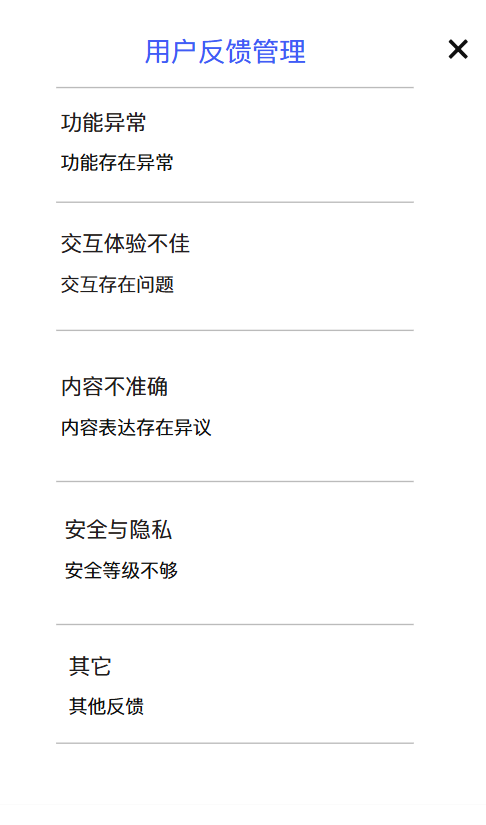 用户反馈管理
功能异常
功能存在异常
交互体验不佳
交互存在问题
内容不准确
内容表达存在异议
安全与隐私
安全等级不够
其它
其他反馈